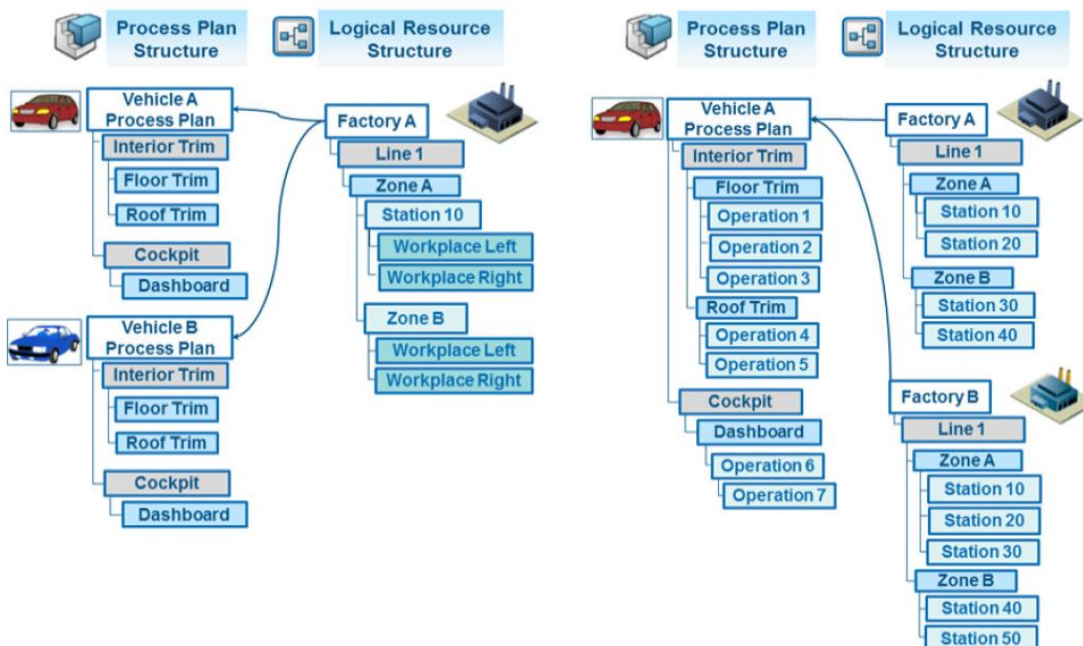 Process Plan
Structure
Logical Resource
Structure
Vehicle A
Process Plan
Interior Trim
Floor Trim
Roof Trim
Cockpit
Dashboard
Vehicle B
Process Plan
Interior Trim
Floor Trim
Roof Trim
Cockpit
Dashboard
Factory A
Line 1
Zone A
Station 10
Workplace Left
Workplace Right
Zone B
Workplace Left
Workplace Right
Process Plan
Structure
Logical Resource
Structure
Vehicle A
Process Plan
Interior Trim
Floor Trim
Operation 1
Operation 2
Operation 3
Roof Trim
Operation 4
Operation 5
Cockpit
Dashboard
Operation 6
Operation 7
Factory A
Line 1
Zone A
Station 10
Station 20
Zone B
Station 30
Station 40
Factory B
Line 1
Zone A
Station 10
Station 20
Station 30
Zone B
Station 40
Station 50